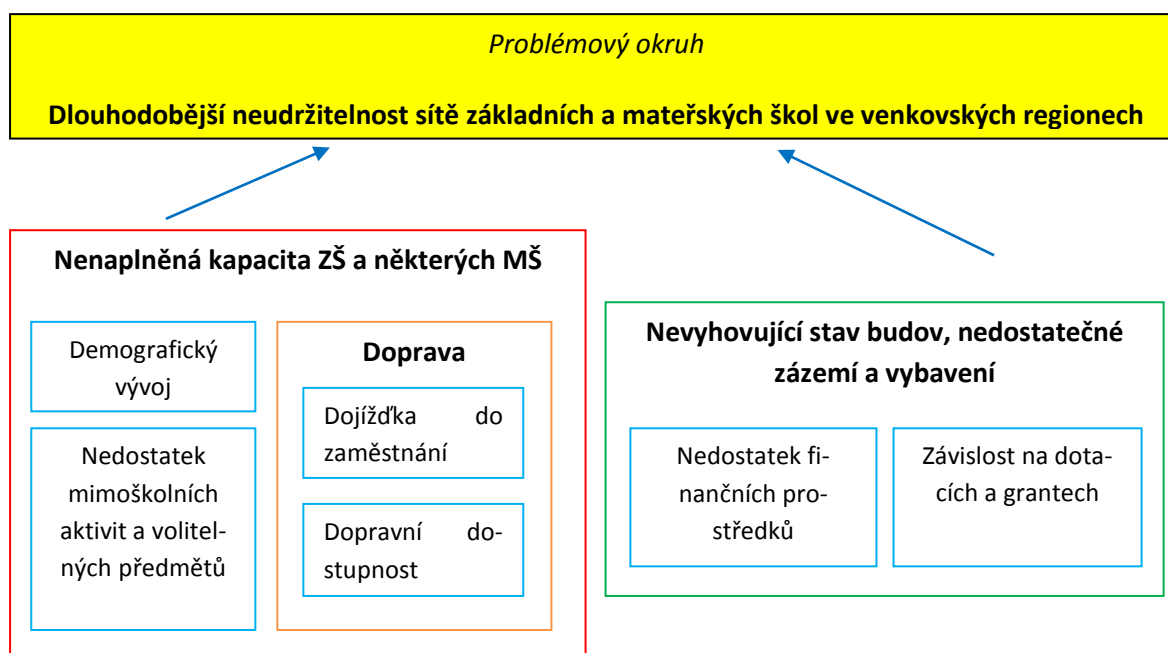 Problémový okruh
Dlouhodobější neudržitelnost sítě základních a mateřských škol ve venkovských regionech
Nenaplněná kapacita ZŠ a některých MŠ
Demografický
vývoj
Nedostatek
mimoškolních
aktivit a volitel-
ných předmětů
Doprava
Dojížďka do
zaměstnání
Dopravní do-
stupnost
Nevyhovující stav budov, nedostatečné
zázemí a vybavení
Nedostatek fi-
nančních pro-
středků
Závislost na dota-
cích a grantech